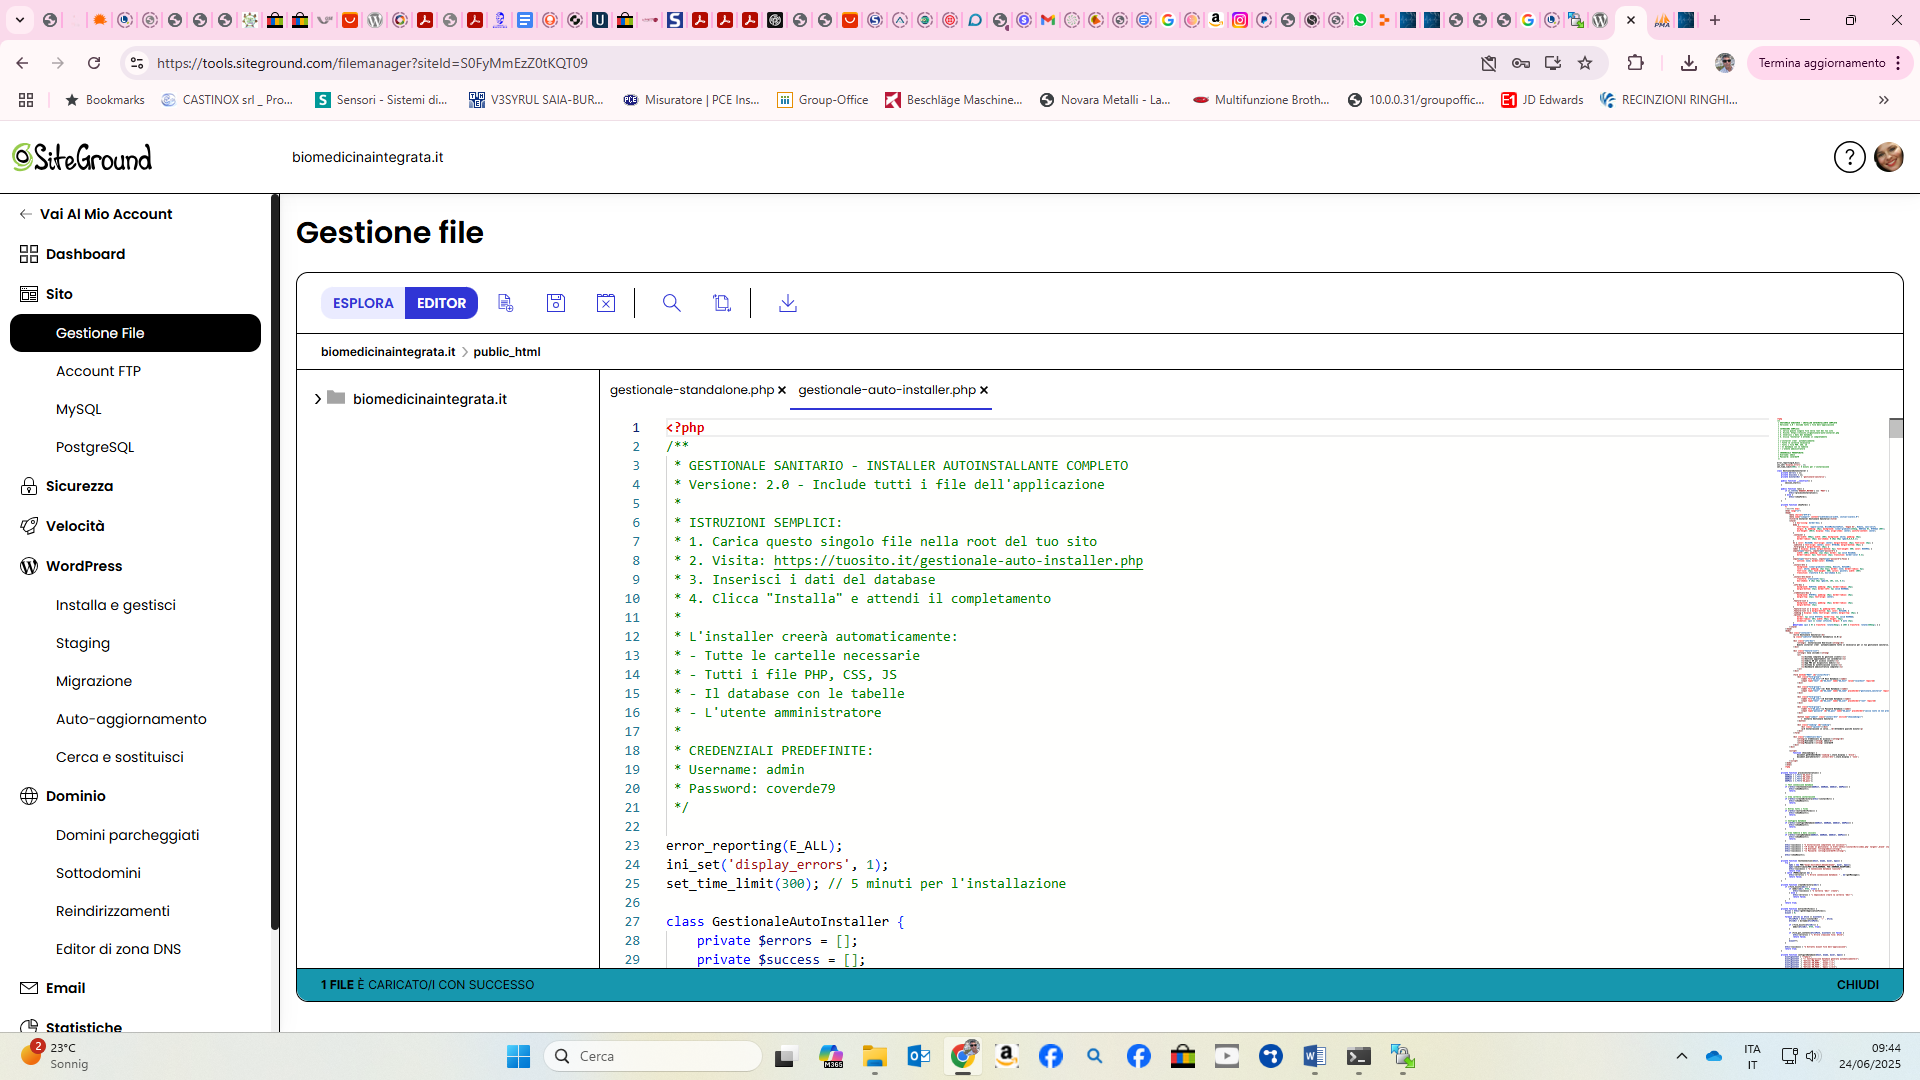 https://tools.siteground.com/filemanager?siteId=S0FyMmEzZ0tKQT09
Termina aggiornamento
Bookmarks
CASTINOX srl _ Pro...
Sensori - Sistemi di...
V3SYRUL SAIA-BUR...
Misuratore | PCE Ins...
Group-Office
Beschläge Maschine...
Novara Metalli - La...
Multifunzione Broth...
10.0.0.31/groupoffic...
JD Edwards
RECINZIONI RINGHI...
SiteGround
biomedicinaintegrata.it
Vai Al Mio Account
Dashboard
Sito
Gestione File
Account FTP
MySQL
PostgreSQL
Sicurezza
Velocità
WordPress
Installa e gestisci
Staging
Migrazione
Auto-aggiornamento
Cerca e sostituisci
Dominio
Domini parcheggiati
Sottodomini
Reindirizzamenti
Editor di zona DNS
Email
Statistiche
Gestione file
ESPLORA
EDITOR
biomedicinaintegrata.it > public_html
biomedicinaintegrata.it
gestionale-standalone.php
gestionale-auto-installer.php
1 <?php
2 /**
3 * GESTIONALE SANITARIO - INSTALLER AUTOINSTALLANTE COMPLETO
4 * Versione: 2.0 - Include tutti i file dell'applicazione
5 *
6 * ISTRUZIONI SEMPLICI:
7 * 1. Carica questo singolo file nella root del tuo sito
8 * 2. Visita: https://tuosito.it/gestionale-auto-installer.php
9 * 3. Inserisci i dati del database
10 * 4. Clicca "Installa" e attendi il completamento
11 *
12 * L'installer creerà automaticamente:
13 * - Tutte le cartelle necessarie
14 * - Tutti i file PHP, CSS, JS
15 * - Il database con le tabelle
16 * - L'utente amministratore
17 *
18 * CREDENZIALI PREDEFINITE:
19 * Username: admin
20 * Password: coverde79
21 */
22
23 error_reporting(E_ALL);
24 ini_set('display_errors', 1);
25 set_time_limit(300); // 5 minuti per l'installazione
26
27 class GestionaleAutoInstaller {
28 private $errors = [];
29 private $success = [];
1 FILE È CARICATO/I CON SUCCESSO
CHIUDI
2
23°C
Sonnig
Cerca
ITA
IT
09:44
24/06/2025